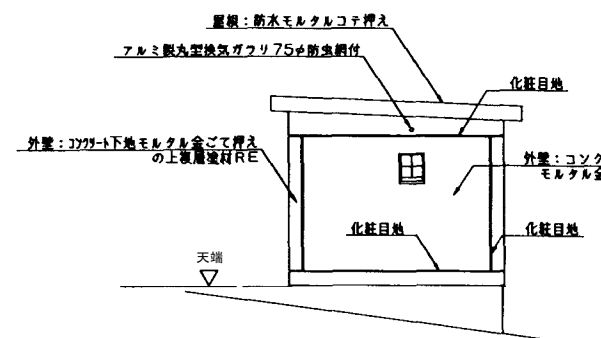 屋根：防水モルタルコテ押え
アルミ製丸型換気ガラリ 75φ防虫網付
化粧目地
外壁：コンクリート下地モルタル金ごて押え
の上複層塗材RE
外壁：コンク
モルタル金
化粧目地
化粧目地
天端